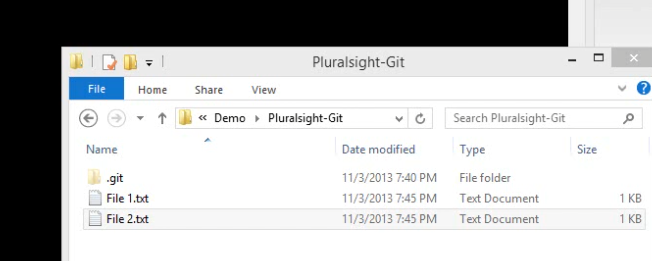 Pluralsight-Git
File Home Share View
« Demo Pluralsight-Git Search Pluralsight-Git
Name Date modified Type Size
.git 11/3/2013 7:40 PM File folder
File 1.txt 11/3/2013 7:45 PM Text Document 1 KB
File 2.txt 11/3/2013 7:45 PM Text Document 1 KB